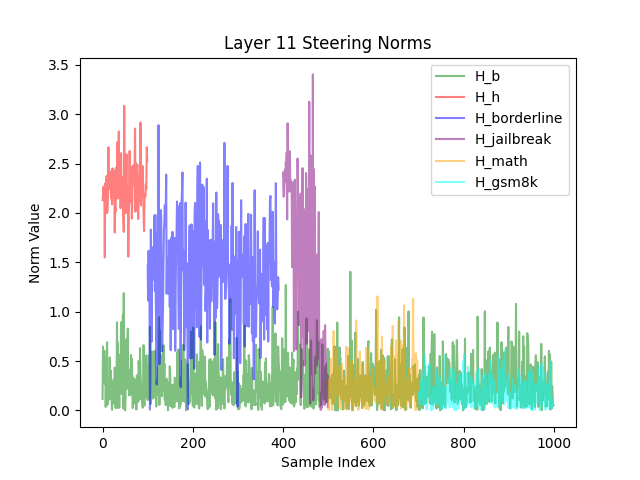 Layer 11 Steering Norms
Norm Value
3.5
3.0
2.5
2.0
1.5
1.0
0.5
0.0
H_b
H_h
H_borderline
H_jailbreak
H_math
H_gsm8k
0 200 400 600 800 1000
Sample Index